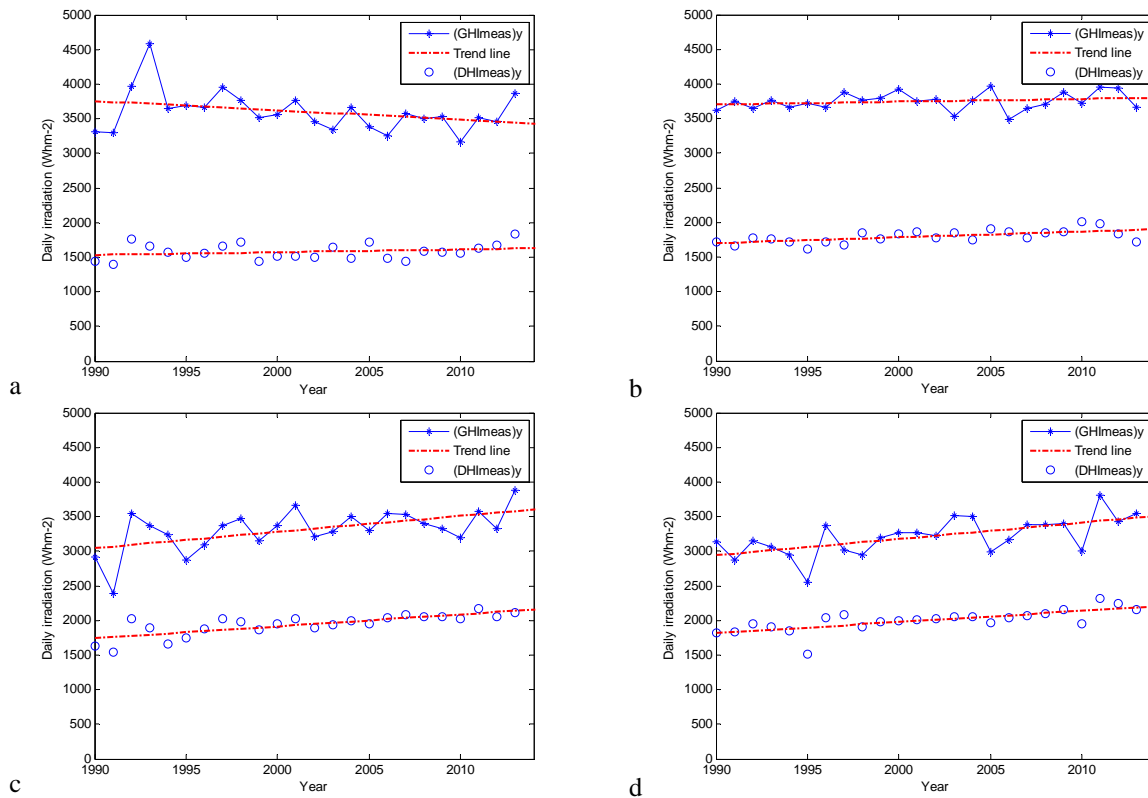 5000
4500
4000
3500
3000
2500
2000
1500
1000
500
0
1990
1995
2000
2005
2010
Year
Daily irradiation (Whm-2)
(GHImeas)y
Trend line
(DHImeas)y
a
5000
4500
4000
3500
3000
2500
2000
1500
1000
500
0
1990
1995
2000
2005
2010
Year
Daily irradiation (Whm-2)
(GHImeas)y
Trend line
(DHImeas)y
b
5000
4500
4000
3500
3000
2500
2000
1500
1000
500
0
1990
1995
2000
2005
2010
Year
Daily irradiation (Whm-2)
(GHImeas)y
Trend line
(DHImeas)y
c
5000
4500
4000
3500
3000
2500
2000
1500
1000
500
0
1990
1995
2000
2005
2010
Year
Daily irradiation (Whm-2)
(GHImeas)y
Trend line
(DHImeas)y
d